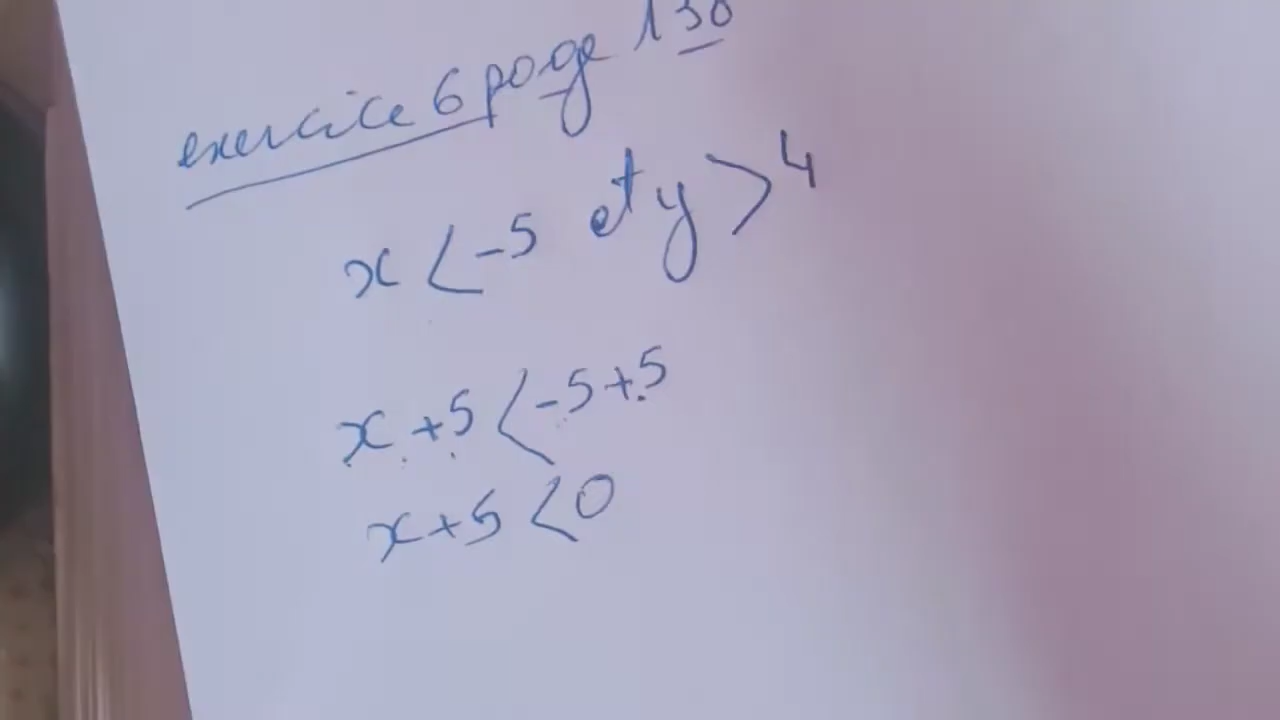 exercice 6 page 130
x < -5 et y > 4
x + 5 < -5 + 5
x + 5 < 0